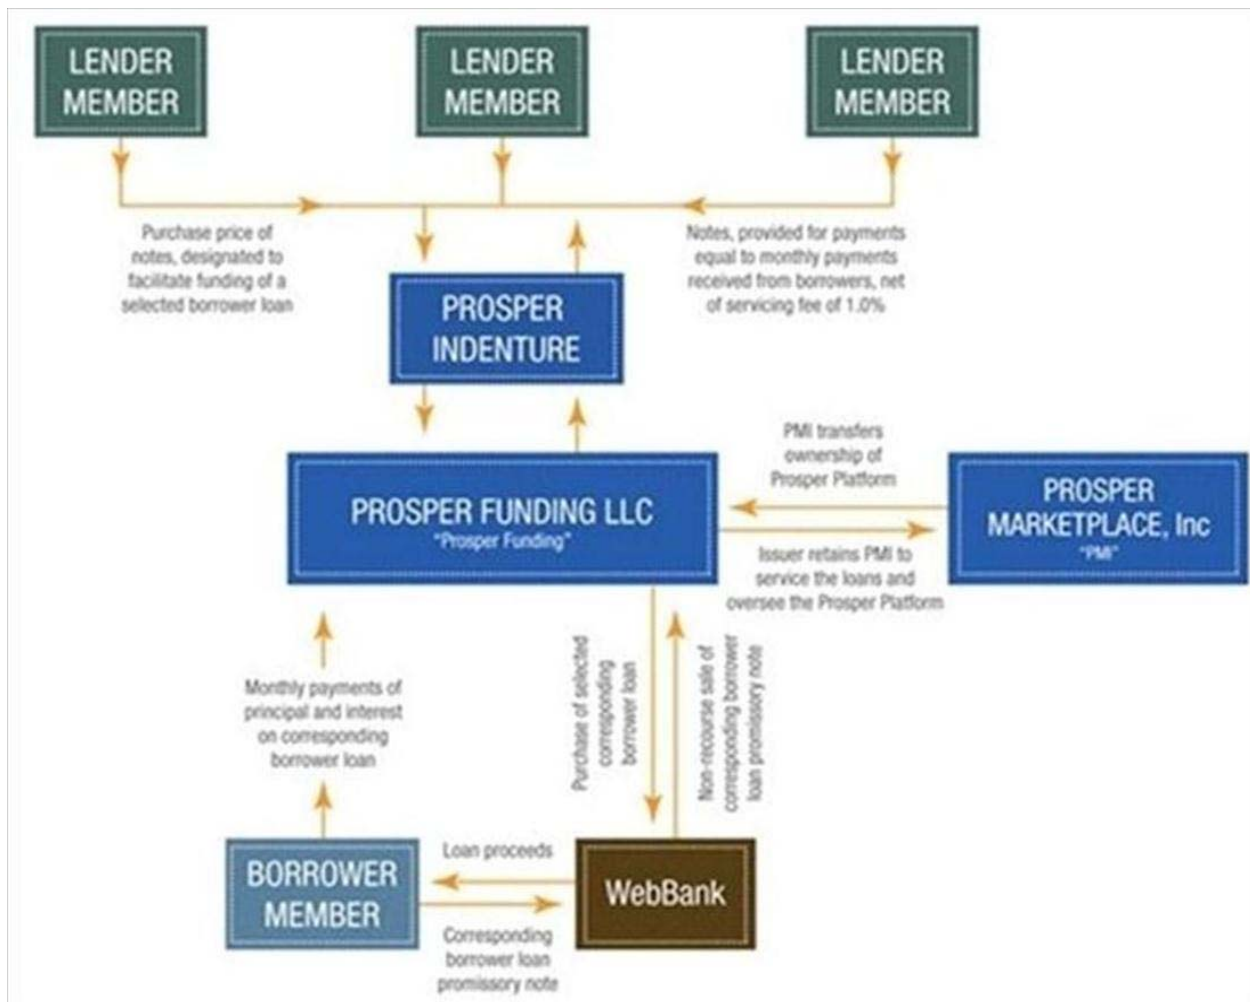 LENDER
MEMBER
LENDER
MEMBER
LENDER
MEMBER
Purchase price of
notes, designated to
facilitate funding of a
selected borrower loan
Notes, provided for payments
equal to monthly payments
received from borrowers, net
of servicing fee of 1.0%
PROSPER
INDENTURE
PMI transfers
ownership of
Prosper Platform
PROSPER FUNDING LLC
"Prosper Funding"
PROSPER
MARKETPLACE, Inc
"PMI"
Issuer retains PMI to
service the loans and
oversee the Prosper Platform
Monthly payments of
principal and interest
on corresponding
borrower loan
Purchase of selected
corresponding
borrower loan
Non-recourse sale of
corresponding borrower
loan promissory note
BORROWER
MEMBER
Loan proceeds
WebBank
Corresponding
borrower loan
promissory note